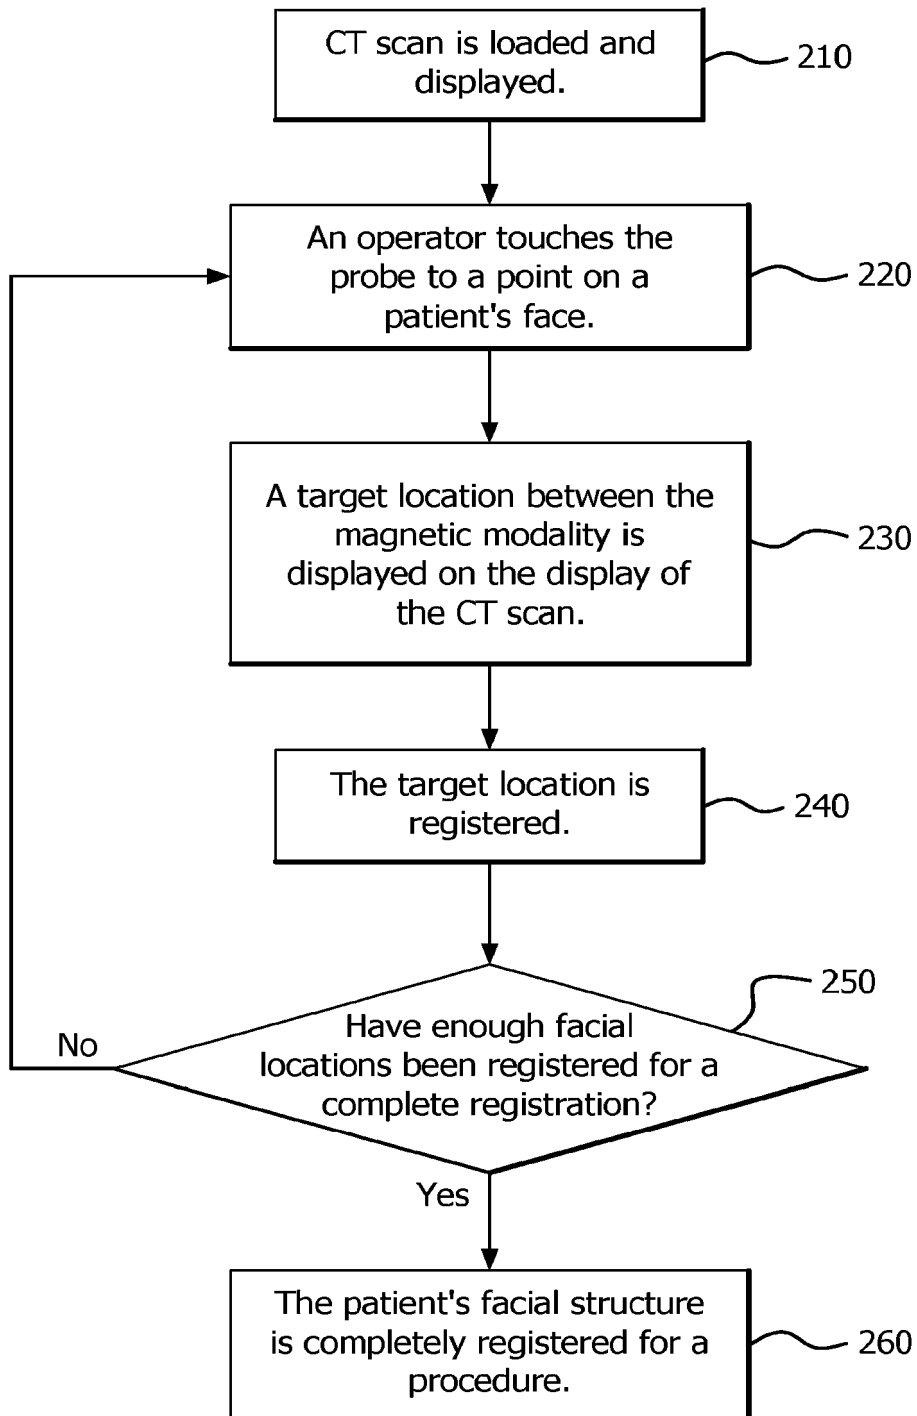 CT scan is loaded and
displayed.
210
An operator touches the
probe to a point on a
patient's face.
220
A target location between the
magnetic modality is
displayed on the display of
the CT scan.
230
The target location is
registered.
240
250
Have enough facial
locations been registered for a
complete registration?
No
Yes
The patient's facial structure
is completely registered for a
procedure.
260